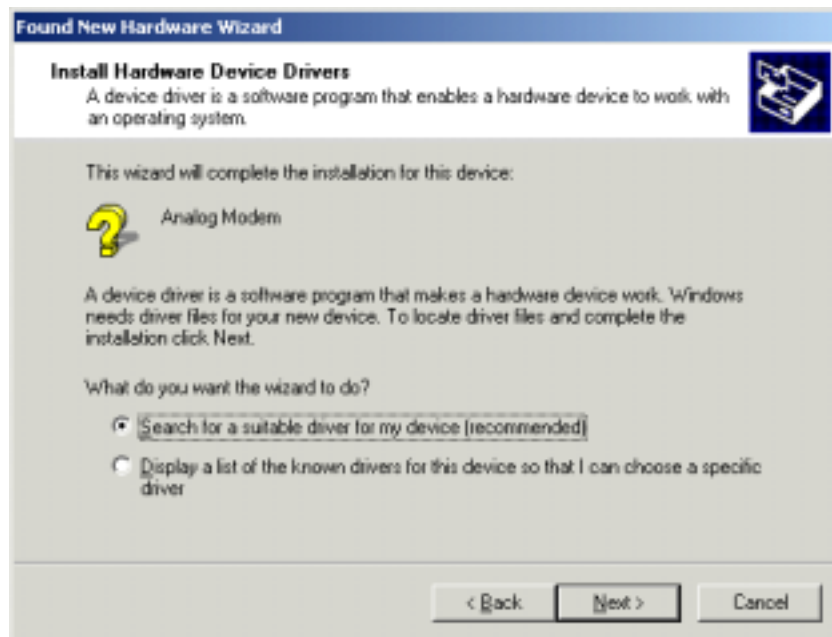 Found New Hardware Wizard
Install Hardware Device Drivers
A device driver is a software program that enables a hardware device to work with
an operating system.
This wizard will complete the installation for this device:
Analog Modem
A device driver is a software program that makes a hardware device work. Windows
needs driver files for your new device. To locate driver files and complete the
installation click Next.
What do you want the wizard to do?
Search for a suitable driver for my device (recommended)
Display a list of the known drivers for this device so that I can choose a specific
driver
< Back
Next >
Cancel